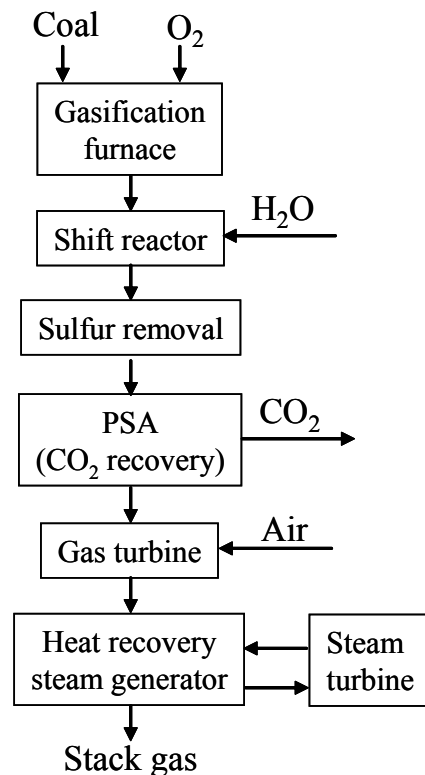 Coal
O₂
Gasification
furnace
H₂O
Shift reactor
Sulfur removal
PSA
(CO₂ recovery)
CO₂
Air
Gas turbine
Heat recovery
steam generator
Steam
turbine
Stack gas